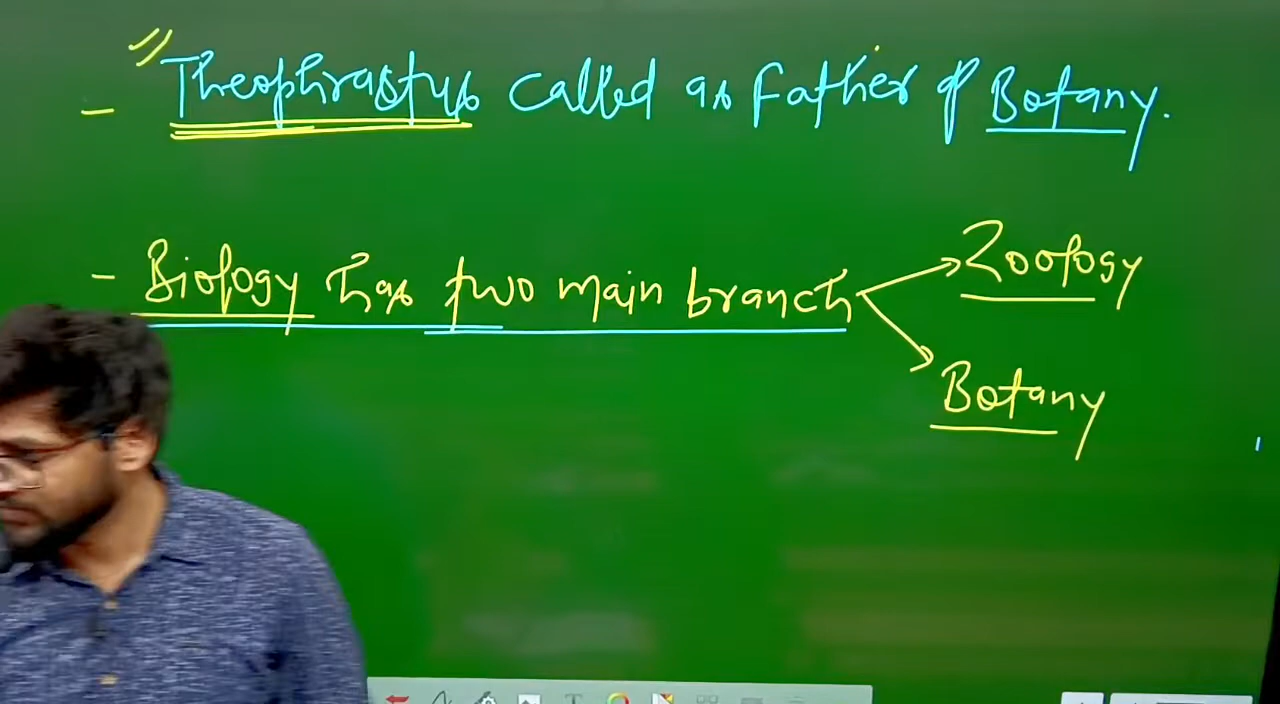 - Theophrastus called as Father of Botany.
- Biology has two main branch
Zoology
Botany